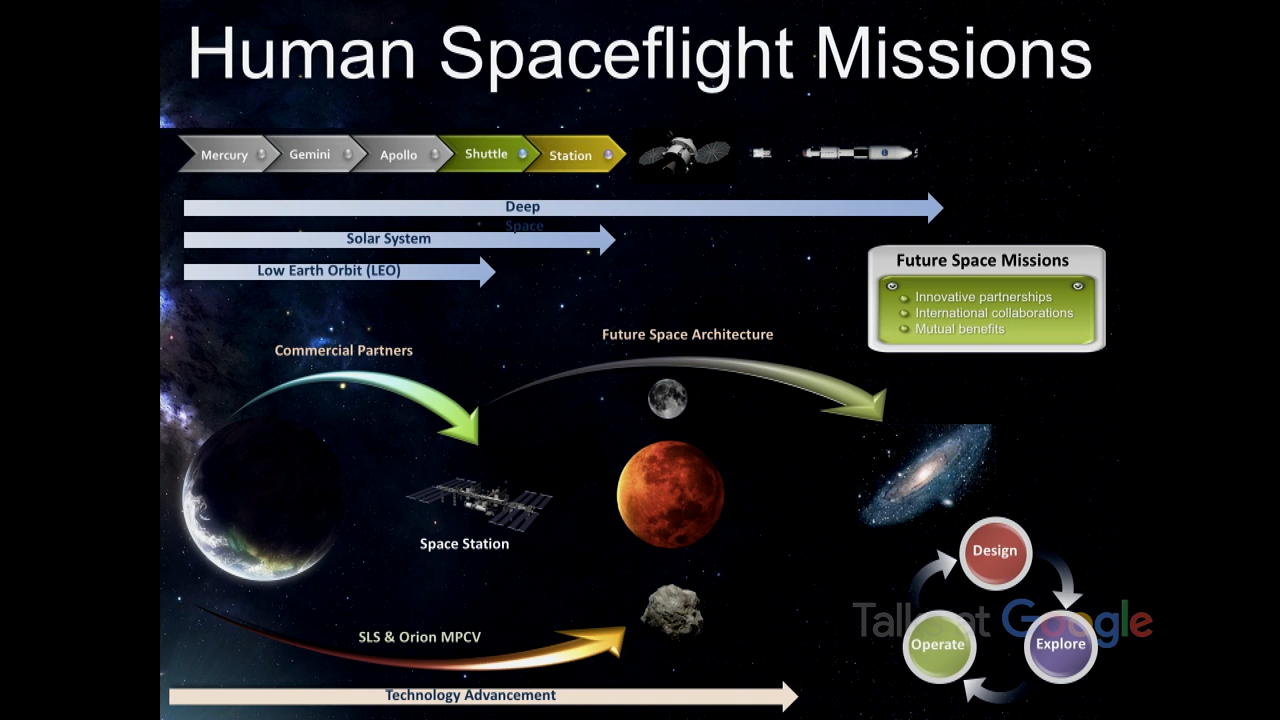 Human Spaceflight Missions
Mercury
Gemini
Apollo
Shuttle
Station
Deep
Space
Solar System
Low Earth Orbit (LEO)
Future Space Missions
Innovative partnerships
International collaborations
Mutual benefits
Future Space Architecture
Commercial Partners
Space Station
Design
Talks at Google
Operate
Explore
SLS & Orion MPCV
Technology Advancement